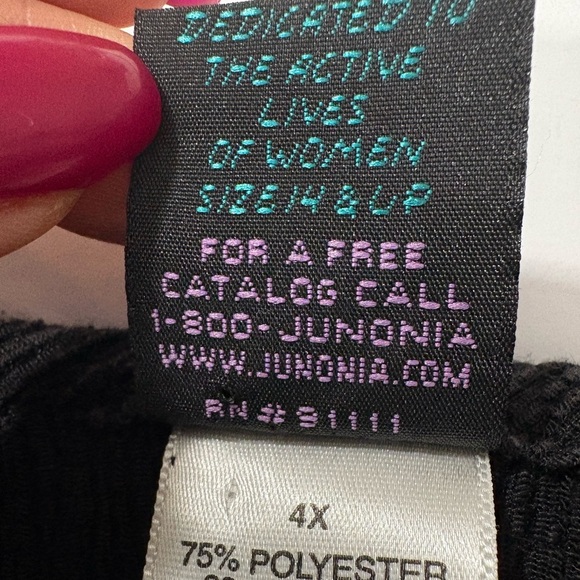 DEDICATED TO
THE ACTIVE
LIVES
OF WOMEN
SIZE 14 & UP
FOR A FREE
CATALOG CALL
1-800-JUNONIA
WWW.JUNONIA.COM
RN# 91111
4X
75% POLYESTER